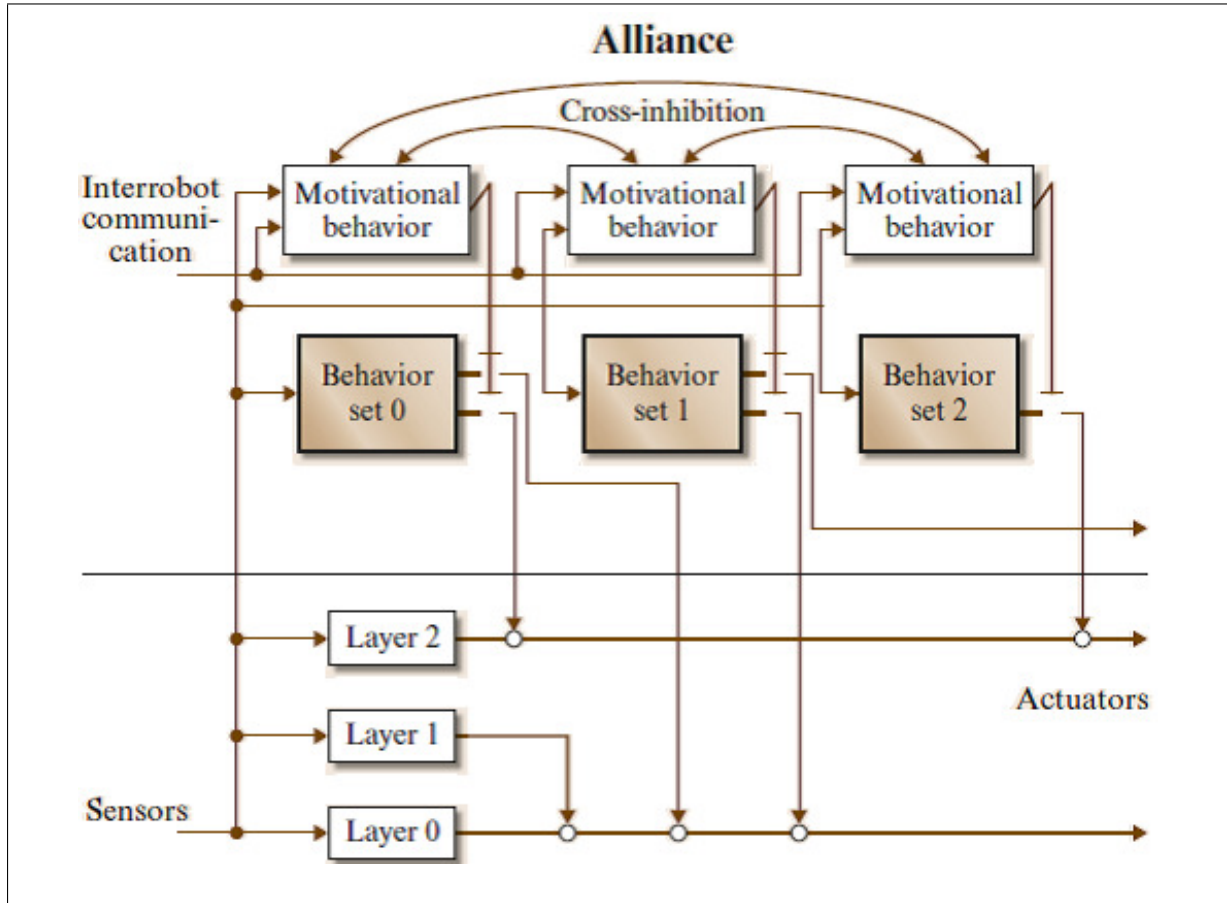 Alliance
Cross-inhibition
Interrobot
communi-
cation
Motivational
behavior
Motivational
behavior
Motivational
behavior
Behavior
set 0
Behavior
set 1
Behavior
set 2
Layer 2
Actuators
Layer 1
Sensors
Layer 0